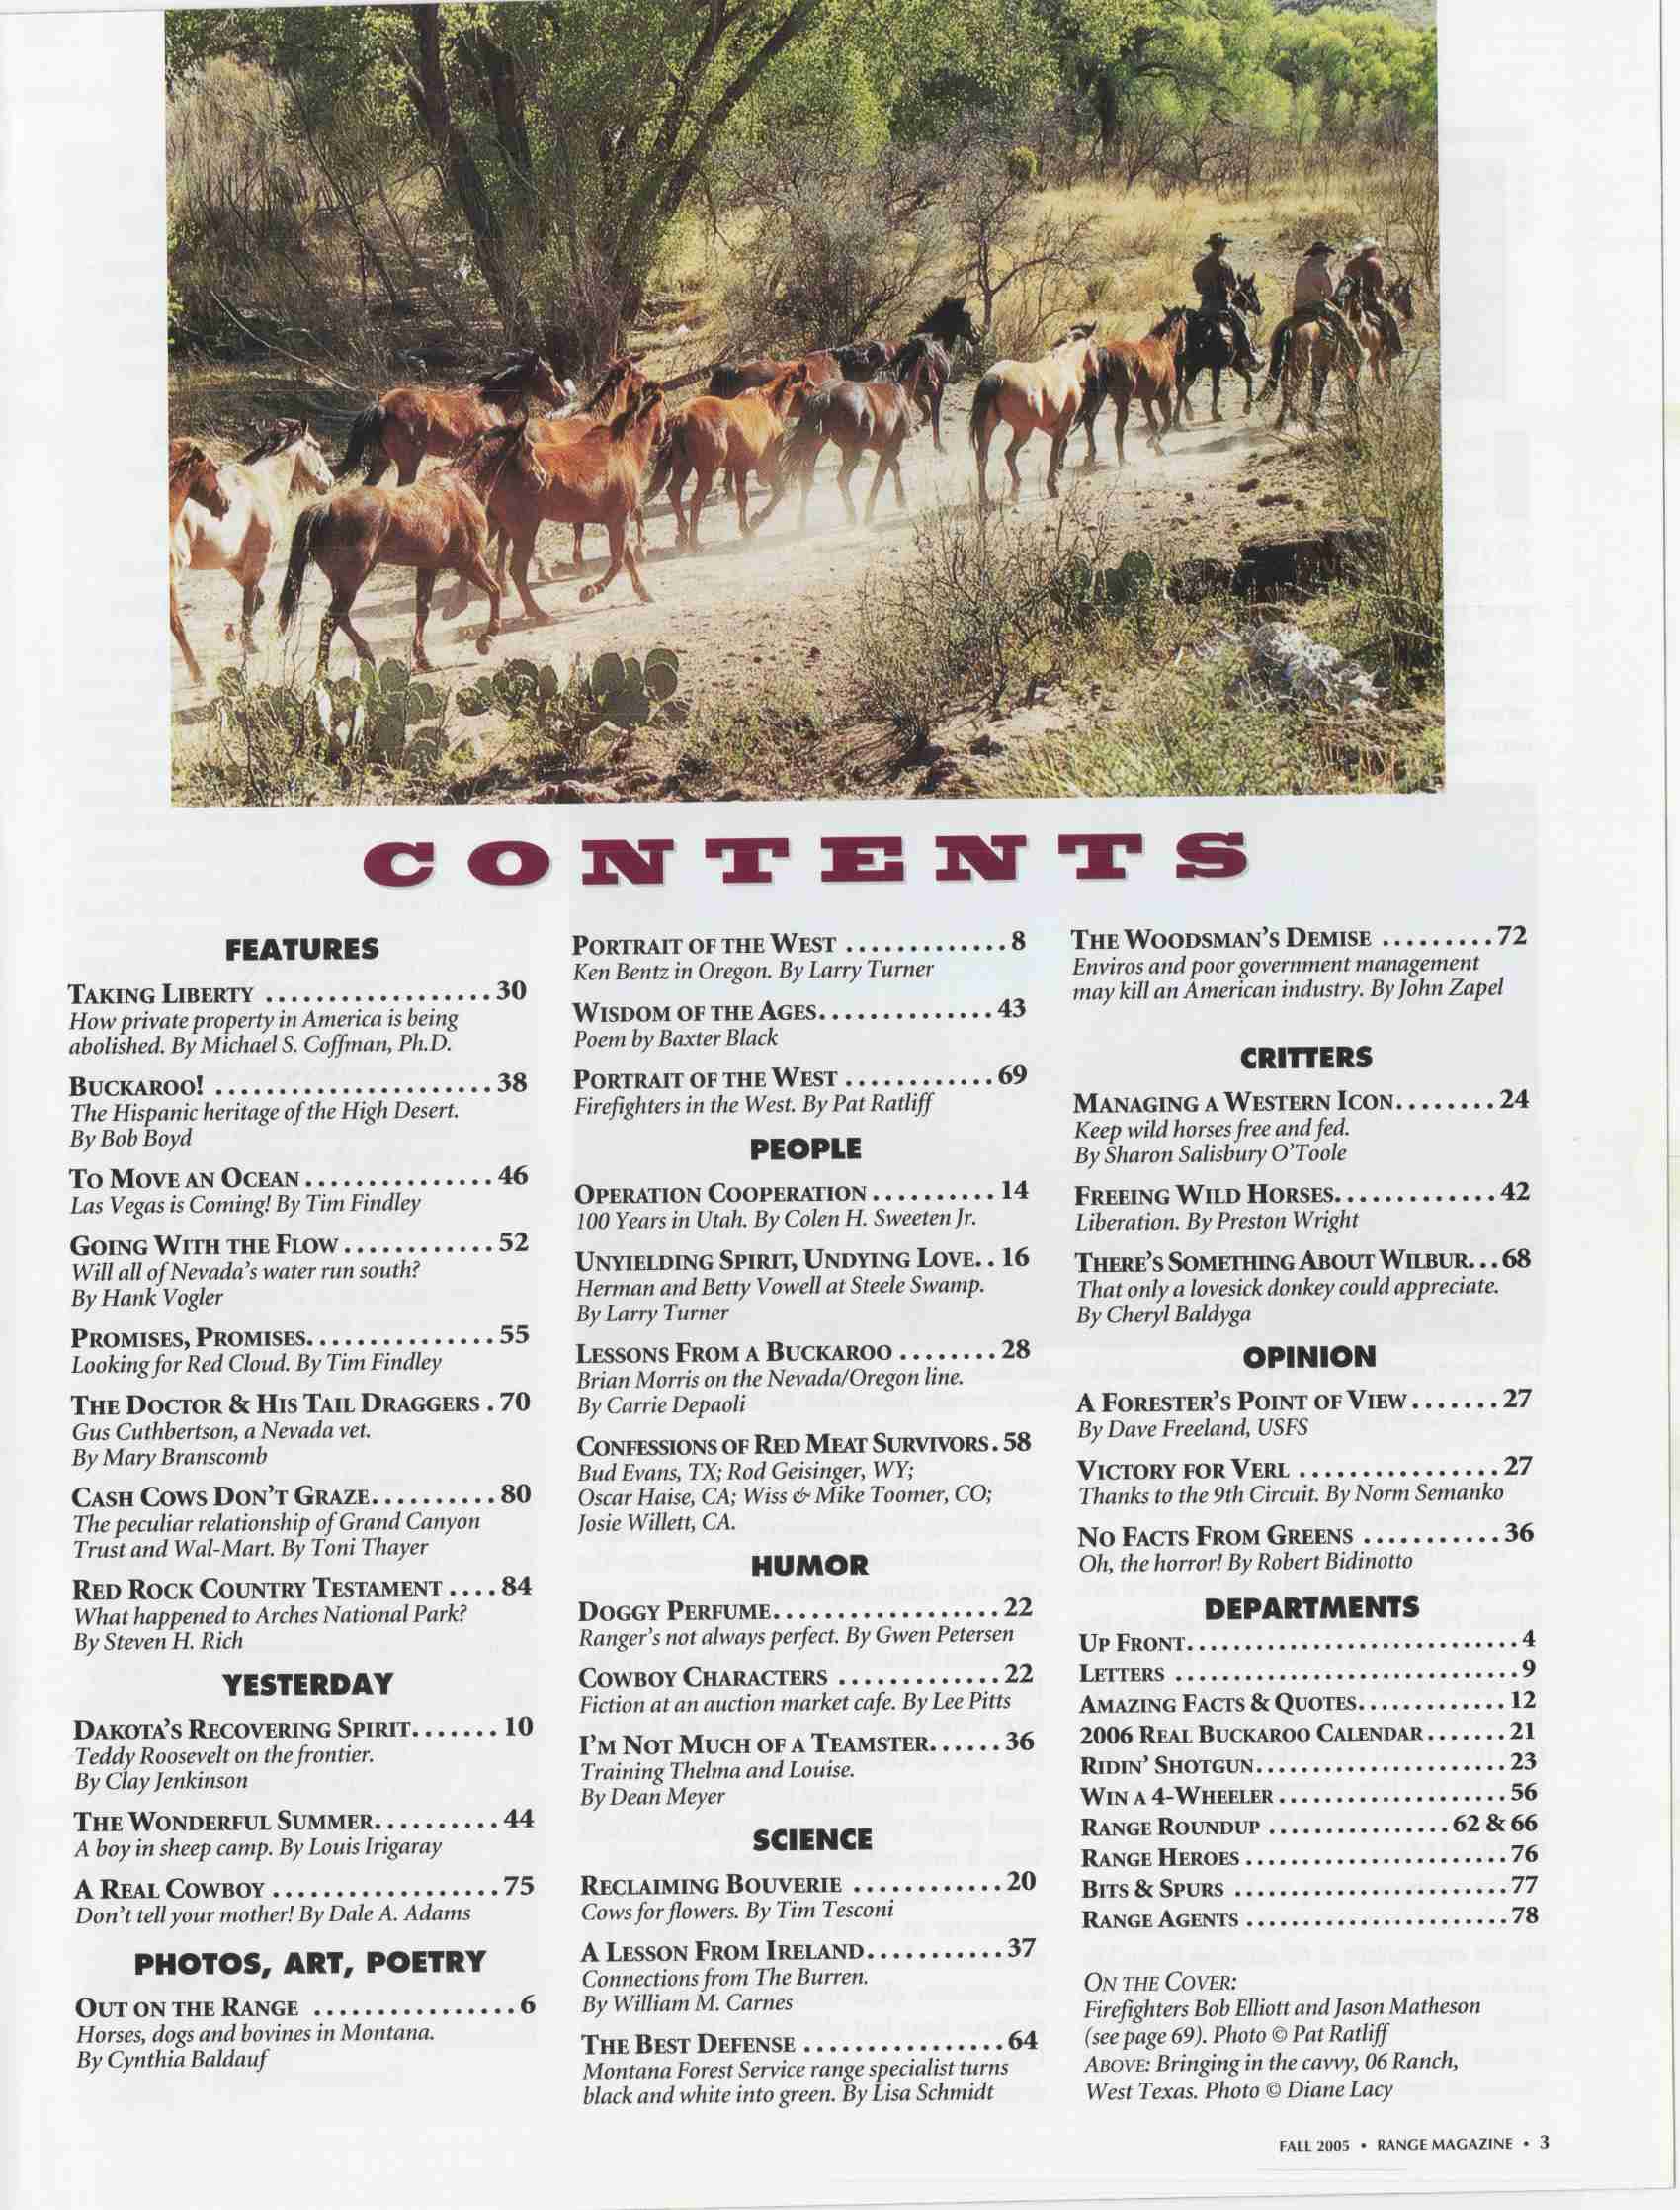 CONTENTS
FEATURES
TAKING LIBERTY .................. 30
How private property in America is being
abolished. By Michael S. Coffman, Ph.D.
BUCKAROO! ...................... 38
The Hispanic heritage of the High Desert.
By Bob Boyd
TO MOVE AN OCEAN ............... 46
Las Vegas is Coming! By Tim Findley
GOING WITH THE FLOW ............ 52
Will all of Nevada's water run south?
By Hank Vogler
PROMISES, PROMISES............... 55
Looking for Red Cloud. By Tim Findley
THE DOCTOR & HIS TAIL DRAGGERS . 70
Gus Cuthbertson, a Nevada vet.
By Mary Branscomb
CASH COWS DON'T GRAZE.......... 80
The peculiar relationship of Grand Canyon
Trust and Wal-Mart. By Toni Thayer
RED ROCK COUNTRY TESTAMENT .... 84
What happened to Arches National Park?
By Steven H. Rich
YESTERDAY
DAKOTA'S RECOVERING SPIRIT....... 10
Teddy Roosevelt on the frontier.
By Clay Jenkinson
THE WONDERFUL SUMMER.......... 44
A boy in sheep camp. By Louis Irigaray
A REAL COWBOY .................. 75
Don't tell your mother! By Dale A. Adams
PHOTOS, ART, POETRY
OUT ON THE RANGE ................ 6
Horses, dogs and bovines in Montana.
By Cynthia Baldauf
PORTRAIT OF THE WEST ............. 8
Ken Bentz in Oregon. By Larry Turner
WISDOM OF THE AGES.............. 43
Poem by Baxter Black
PORTRAIT OF THE WEST ............ 69
Firefighters in the West. By Pat Ratliff
PEOPLE
OPERATION COOPERATION.......... 14
100 Years in Utah. By Colen H. Sweeten Jr.
UNYIELDING SPIRIT, UNDYING LOVE.. 16
Herman and Betty Vowell at Steele Swamp.
By Larry Turner
LESSONS FROM A BUCKAROO ........ 28
Brian Morris on the Nevada/Oregon line.
By Carrie Depaoli
CONFESSIONS OF RED MEAT SURVIVORS. 58
Bud Evans, TX; Rod Geisinger, WY;
Oscar Haise, CA; Wiss & Mike Toomer, CO;
Josie Willett, CA.
HUMOR
DOGGY PERFUME.................. 22
Ranger's not always perfect. By Gwen Petersen
COWBOY CHARACTERS ............. 22
Fiction at an auction market cafe. By Lee Pitts
I'M NOT MUCH OF A TEAMSTER...... 36
Training Thelma and Louise.
By Dean Meyer
SCIENCE
RECLAIMING BOUVERIE ............ 20
Cows for flowers. By Tim Tesconi
A LESSON FROM IRELAND........... 37
Connections from The Burren.
By William M. Carnes
THE BEST DEFENSE ................ 64
Montana Forest Service range specialist turns
black and white into green. By Lisa Schmidt
THE WOODSMAN'S DEMISE ......... 72
Enviros and poor government management
may kill an American industry. By John Zapel
CRITTERS
MANAGING A WESTERN ICON........ 24
Keep wild horses free and fed.
By Sharon Salisbury O'Toole
FREEING WILD HORSES............. 42
Liberation. By Preston Wright
THERE'S SOMETHING ABOUT WILBUR... 68
That only a lovesick donkey could appreciate.
By Cheryl Baldyga
OPINION
A FORESTER'S POINT OF VIEW....... 27
By Dave Freeland, USFS
VICTORY FOR VERL ................ 27
Thanks to the 9th Circuit. By Norm Semanko
NO FACTS FROM GREENS ........... 36
Oh, the horror! By Robert Bidinotto
DEPARTMENTS
UP FRONT............................. 4
LETTERS .............................. 9
AMAZING FACTS & QUOTES............. 12
2006 REAL BUCKAROO CALENDAR....... 21
RIDIN' SHOTGUN...................... 23
WIN A 4-WHEELER .................... 56
RANGE ROUNDUP ................ 62 & 66
RANGE HEROES ....................... 76
BITS & SPURS ........................ 77
RANGE AGENTS ....................... 78
ON THE COVER:
Firefighters Bob Elliott and Jason Matheson
(see page 69). Photo © Pat Ratliff
ABOVE: Bringing in the cavvy, 06 Ranch,
West Texas. Photo © Diane Lacy
FALL 2005 • RANGE MAGAZINE • 3